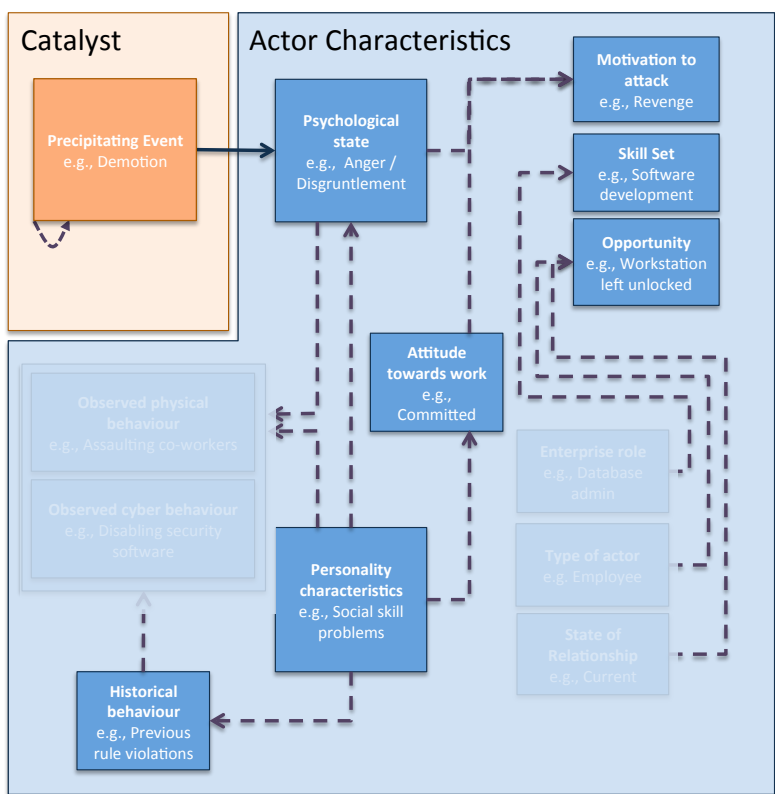 Catalyst
Actor Characteristics
Precipitating Event
e.g., Demotion
Psychological
state
e.g., Anger /
Disgruntlement
Motivation to
attack
e.g., Revenge
Skill Set
e.g., Software
development
Opportunity
e.g., Workstation
left unlocked
Attitude
towards work
e.g.,
Committed
Observed physical
behaviour
e.g., Assaulting co-workers
Observed cyber behaviour
e.g., Disabling security
software
Enterprise role
e.g., Database
admin
Type of actor
e.g. Employee
State of
Relationship
e.g., Current
Personality
characteristics
e.g., Social skill
problems
Historical
behaviour
e.g., Previous
rule violations